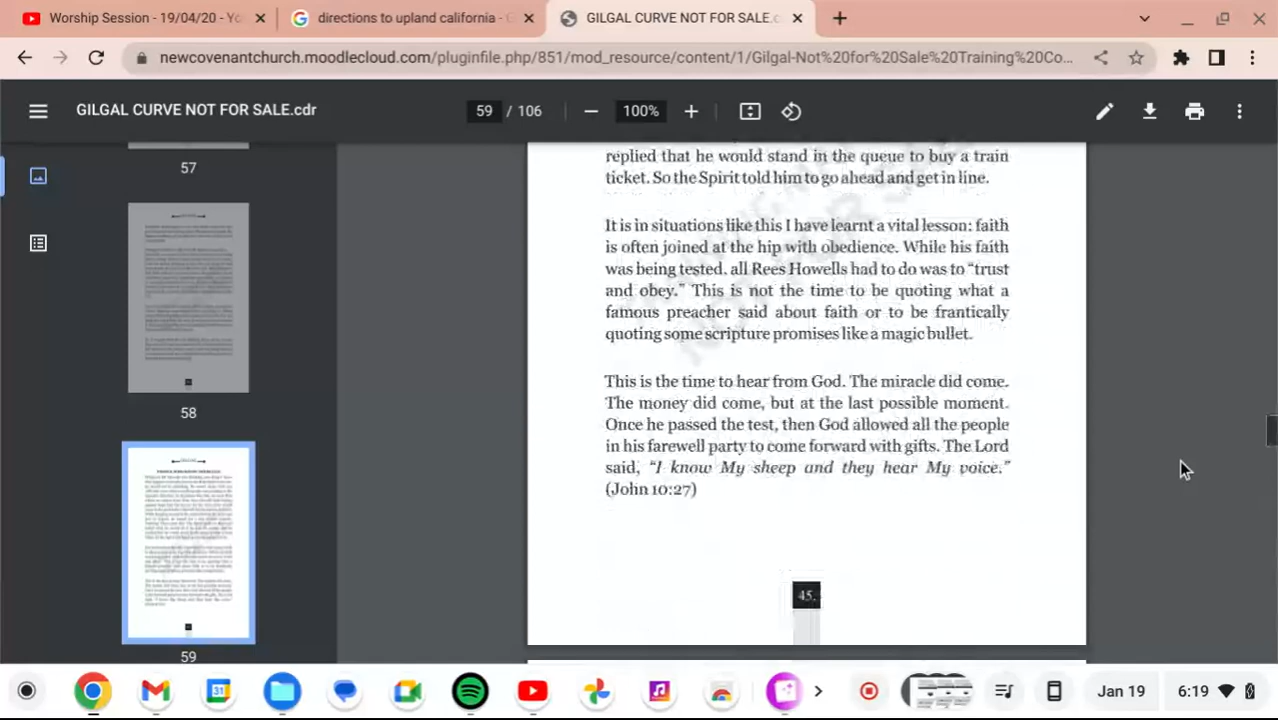 Worship Session - 19/04/20 - Yo
directions to upland california - G
GILGAL CURVE NOT FOR SALE.c
newcovenantchurch.moodlecloud.com/pluginfile.php/851/mod_resource/content/1/Gilgal-Not%20for%20Sale%20Training%20Co...
GILGAL CURVE NOT FOR SALE.cdr
59 / 106
100%
57
58
59
replied that he would stand in the queue to buy a train
ticket. So the Spirit told him to go ahead and get in line.
It is in situations like this I have learnt a vital lesson: faith
is often joined at the hip with obedience. While his faith
was being tested, all Rees Howells had to do was to “trust
and obey.” This is not the time to be quoting what a
famous preacher said about faith or to be frantically
quoting some scripture promises like a magic bullet.
This is the time to hear from God. The miracle did come.
The money did come, but at the last possible moment.
Once he passed the test, then God allowed all the people
in his farewell party to come forward with gifts. The Lord
said, “I know My sheep and they hear My voice.”
(John 10:27)
45.
31
Jan 19
6:19